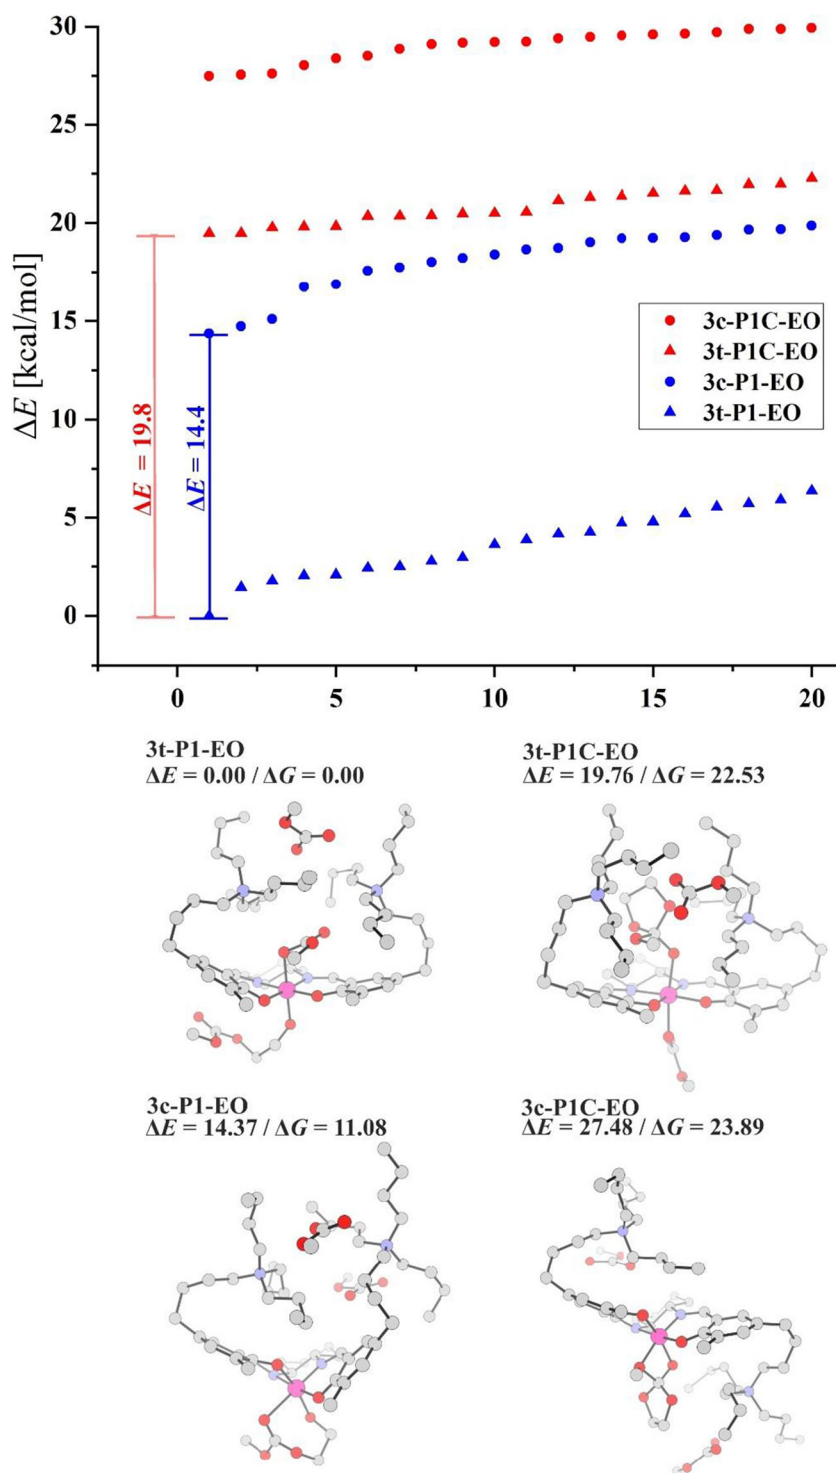 30
25
20
15
10
5
0
ΔE [kcal/mol]
ΔE = 19.8
ΔE = 14.4
3c-P1C-EO
3t-P1C-EO
3c-P1-EO
3t-P1-EO
0 5 10 15 20
3t-P1-EO
ΔE = 0.00 / ΔG = 0.00
3t-P1C-EO
ΔE = 19.76 / ΔG = 22.53
3c-P1-EO
ΔE = 14.37 / ΔG = 11.08
3c-P1C-EO
ΔE = 27.48 / ΔG = 23.89